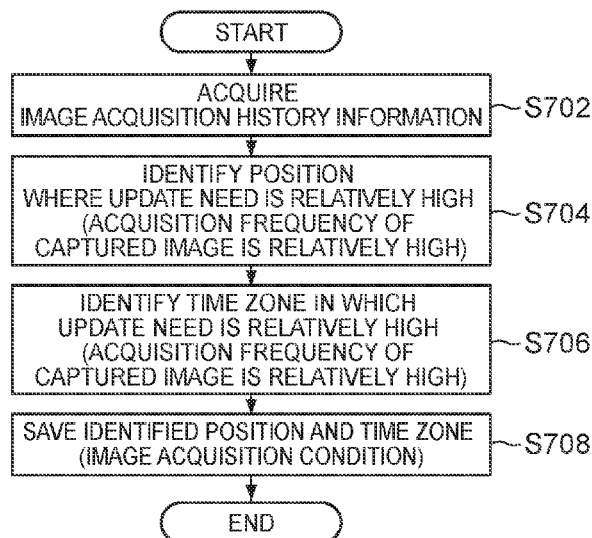 START
ACQUIRE
IMAGE ACQUISITION HISTORY INFORMATION
S702
IDENTIFY POSITION
WHERE UPDATE NEED IS RELATIVELY HIGH
(ACQUISITION FREQUENCY OF
CAPTURED IMAGE IS RELATIVELY HIGH)
S704
IDENTIFY TIME ZONE IN WHICH
UPDATE NEED IS RELATIVELY HIGH
(ACQUISITION FREQUENCY OF
CAPTURED IMAGE IS RELATIVELY HIGH)
S706
SAVE IDENTIFIED POSITION AND TIME ZONE
(IMAGE ACQUISITION CONDITION)
S708
END